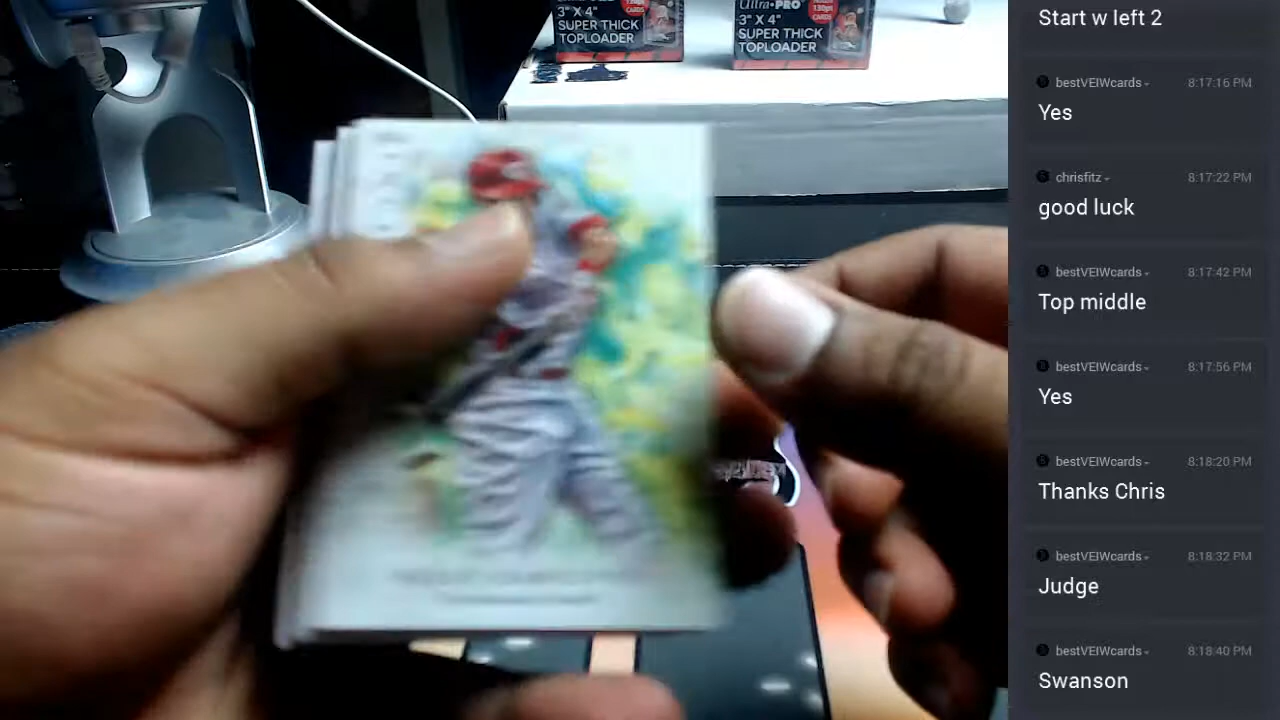 3" X 4"
SUPER THICK
TOPLOADER
130pt
CARDS
Ultra•PRO
3" X 4"
SUPER THICK
TOPLOADER
Start w left 2
bestVEIWcards 8:17:16 PM
Yes
chrisfitz 8:17:22 PM
good luck
bestVEIWcards 8:17:42 PM
Top middle
bestVEIWcards 8:17:56 PM
Yes
bestVEIWcards 8:18:20 PM
Thanks Chris
bestVEIWcards 8:18:32 PM
Judge
bestVEIWcards 8:18:40 PM
Swanson